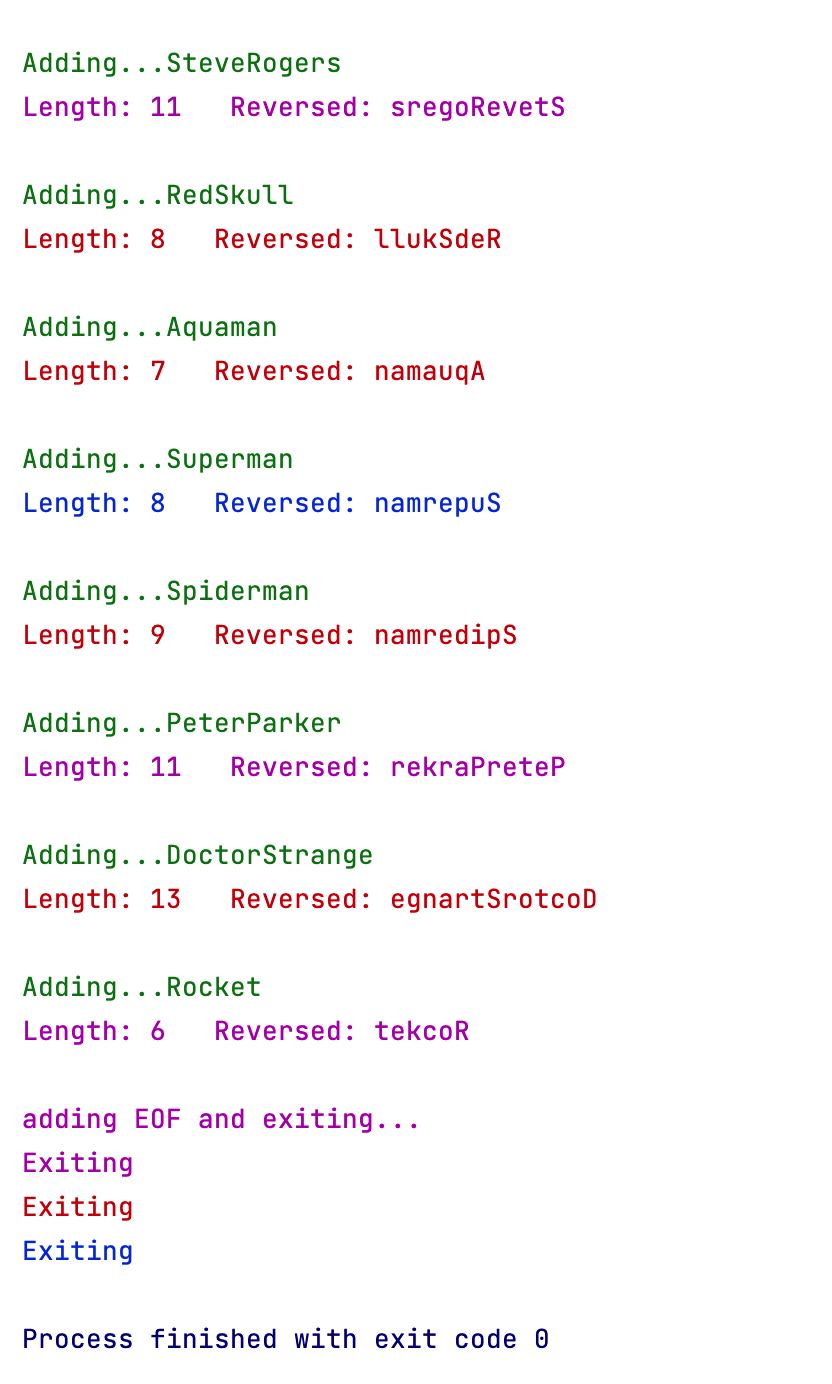 Adding...SteveRogers
Length: 11   Reversed: sregoRevetS
Adding...RedSkull
Length: 8   Reversed: llukSdeR
Adding...Aquaman
Length: 7   Reversed: namauqA
Adding...Superman
Length: 8   Reversed: namrepuS
Adding...Spiderman
Length: 9   Reversed: namredipS
Adding...PeterParker
Length: 11   Reversed: rekraPreteP
Adding...DoctorStrange
Length: 13   Reversed: egnartSrotcoD
Adding...Rocket
Length: 6   Reversed: tekcoR
adding EOF and exiting...
Exiting
Exiting
Exiting
Process finished with exit code 0